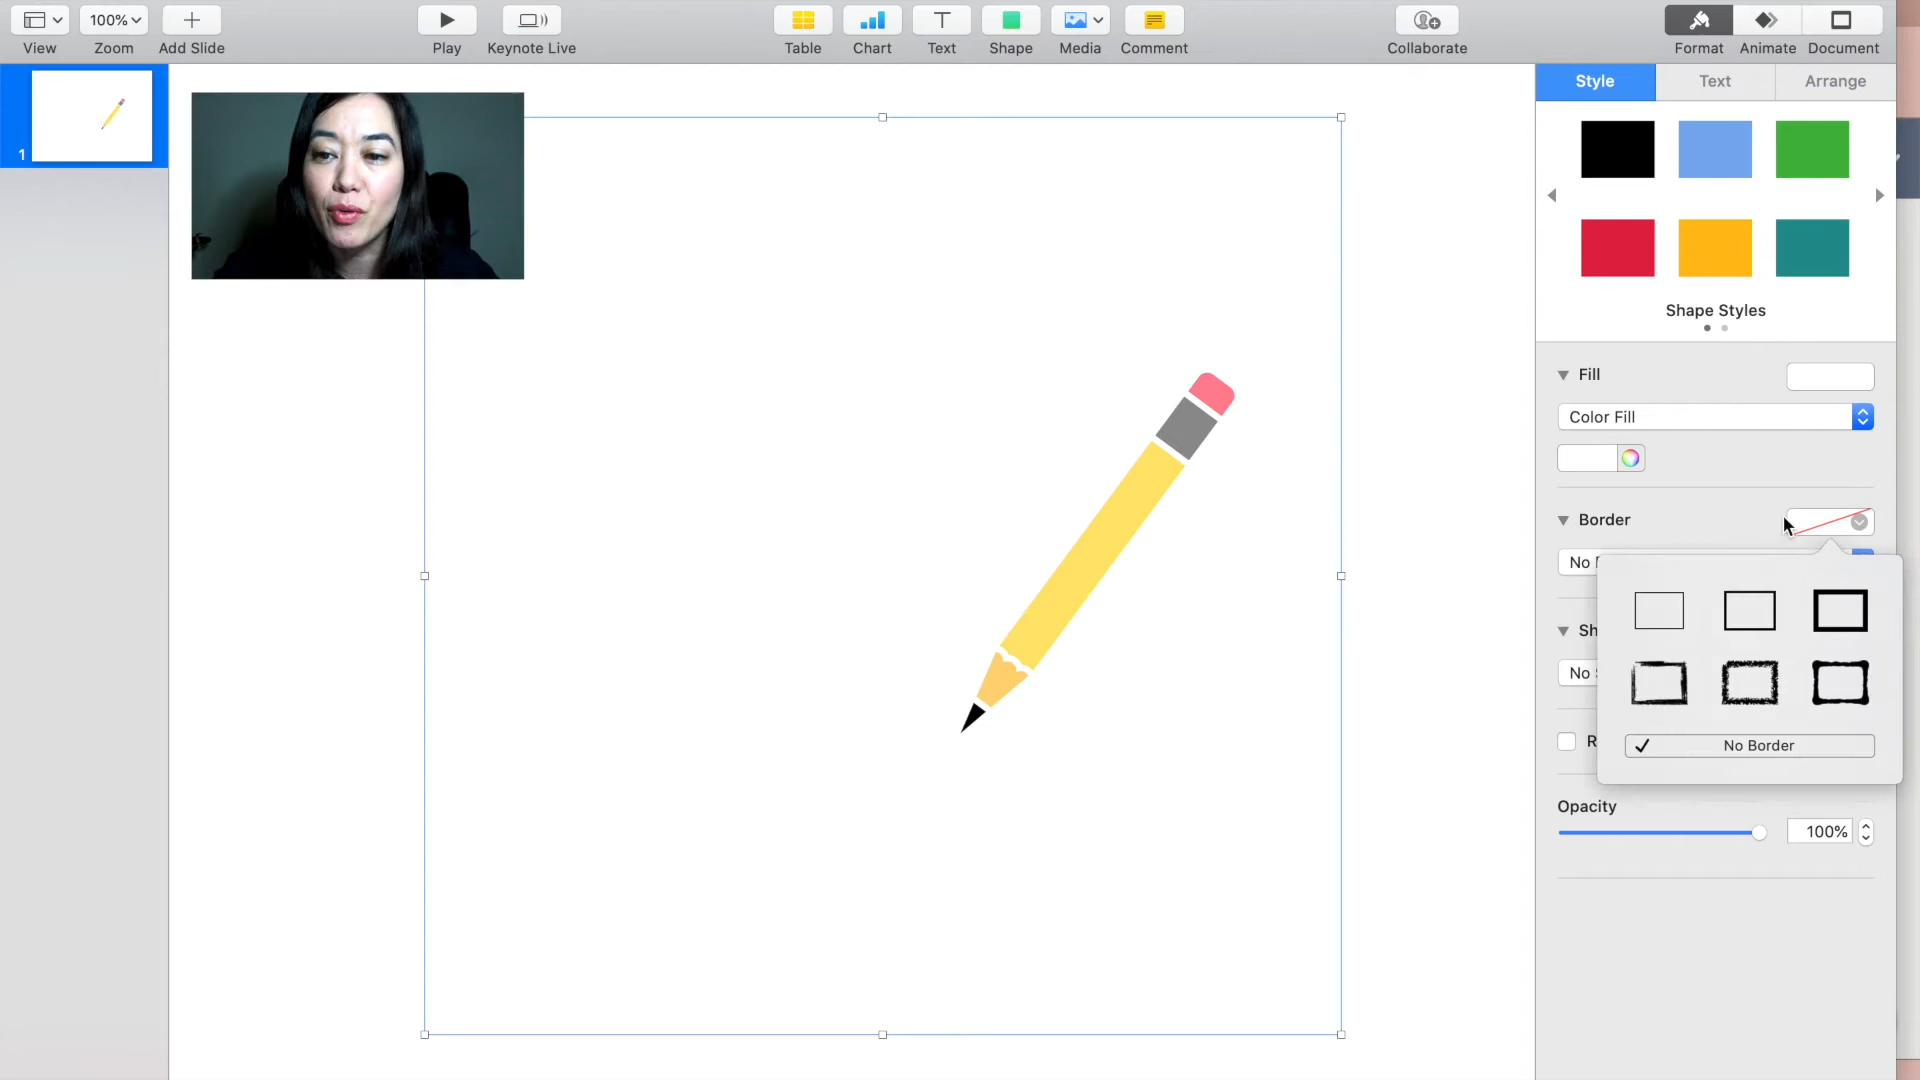 100%
View
Zoom
Add Slide
Play
Keynote Live
Table
Chart
T
Text
Shape
Media
Comment
Collaborate
Format
Animate
Document
1
Style
Text
Arrange
Shape Styles
Fill
Color Fill
Border
No
Sh
No
R
No Border
Opacity
100%